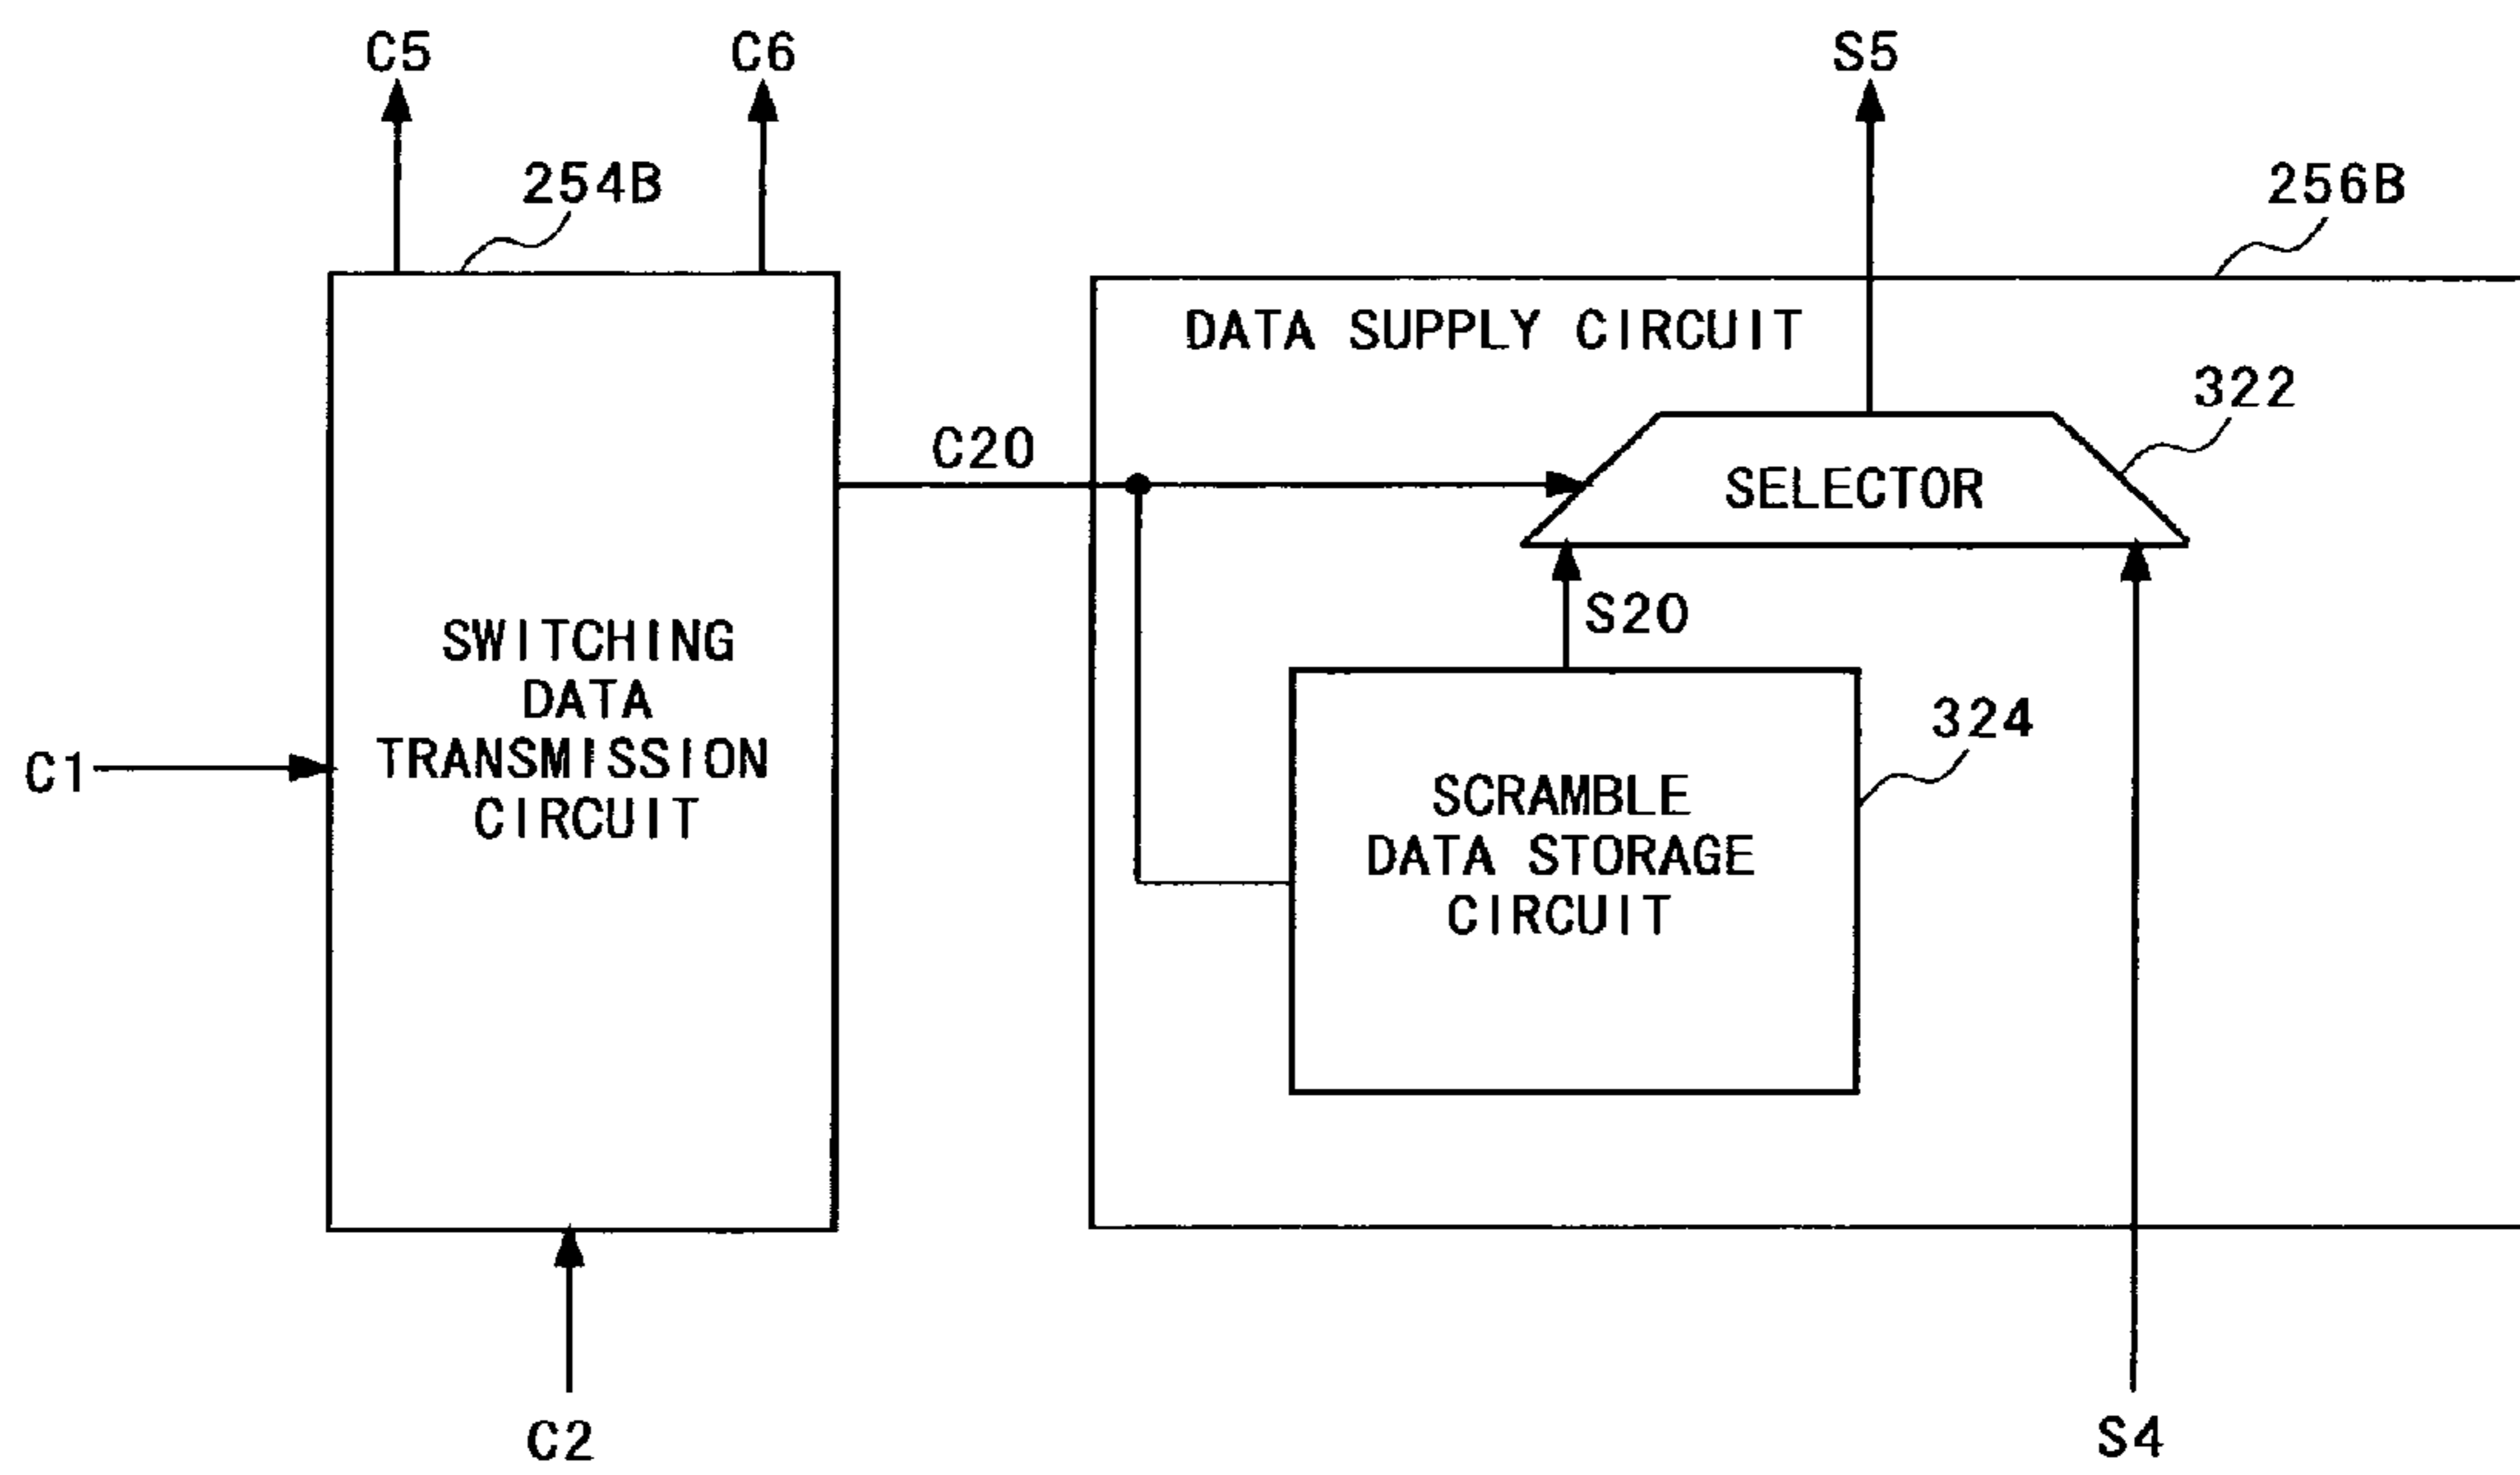 C5
C6
S5
254B
256B
DATA SUPPLY CIRCUIT
322
C20
SELECTOR
S20
SWITCHING
DATA
TRANSMISSION
CIRCUIT
C1
324
SCRAMBLE
DATA STORAGE
CIRCUIT
C2
S4